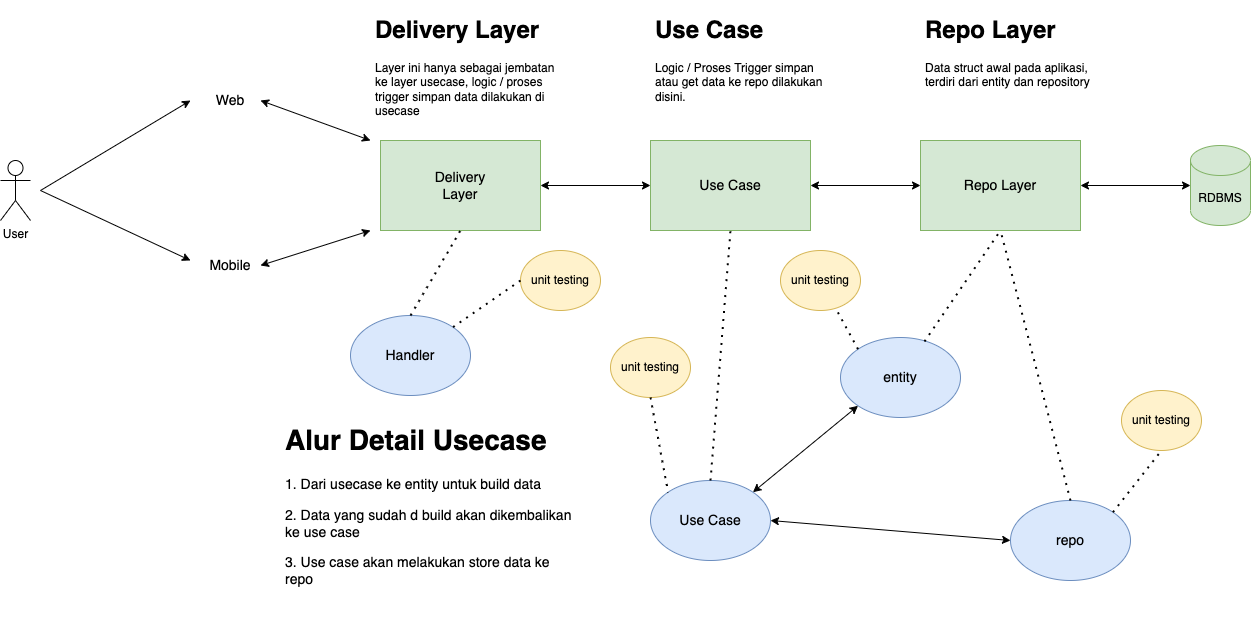 Delivery Layer
Layer ini hanya sebagai jembatan
ke layer usecase, logic / proses
trigger simpan data dilakukan di
usecase
Use Case
Logic / Proses Trigger simpan
atau get data ke repo dilakukan
disini.
Repo Layer
Data struct awal pada aplikasi,
terdiri dari entity dan repository
User
Web
Mobile
Delivery
Layer
Use Case
Repo Layer
RDBMS
Handler
unit testing
unit testing
Use Case
unit testing
entity
repo
unit testing
Alur Detail Usecase
1. Dari usecase ke entity untuk build data
2. Data yang sudah d build akan dikembalikan
ke use case
3. Use case akan melakukan store data ke
repo